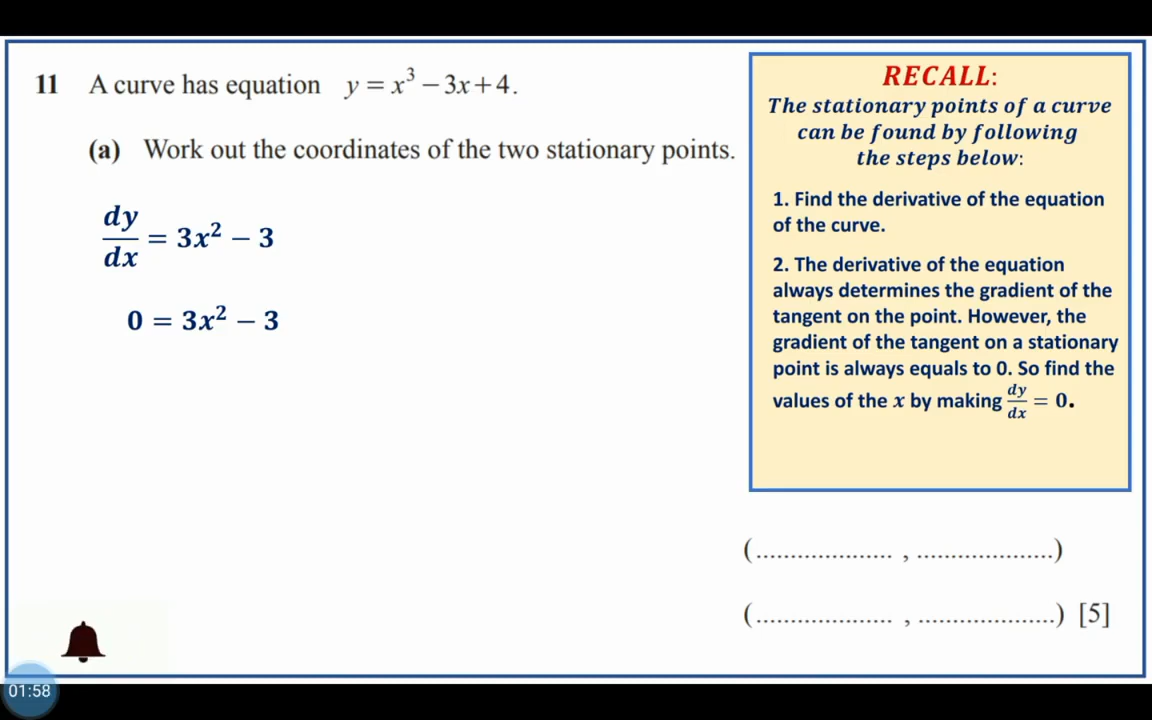 11 A curve has equation y = x³ − 3x + 4.
(a) Work out the coordinates of the two stationary points.
dy/dx = 3x² − 3
0 = 3x² − 3
RECALL:
The stationary points of a curve
can be found by following
the steps below:
1. Find the derivative of the equation
of the curve.
2. The derivative of the equation
always determines the gradient of the
tangent on the point. However, the
gradient of the tangent on a stationary
point is always equals to 0. So find the
values of the x by making dy/dx = 0.
(.................... , ....................)
(.................... , ....................) [5]
01:58